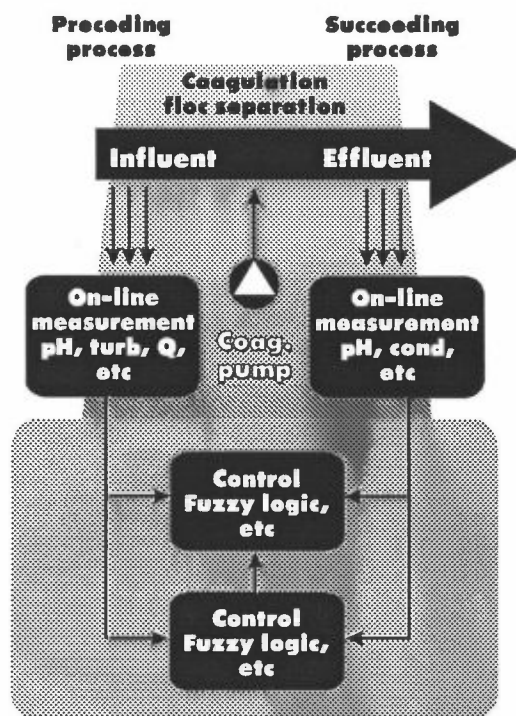 Preceding
process
Succeeding
process
Coagulation
floc separation
Influent
Effluent
On-line
measurement
pH, turb, Q,
etc
Coag.
pump
On-line
measurement
pH, cond,
etc
Control
Fuzzy logic,
etc
Control
Fuzzy logic,
etc